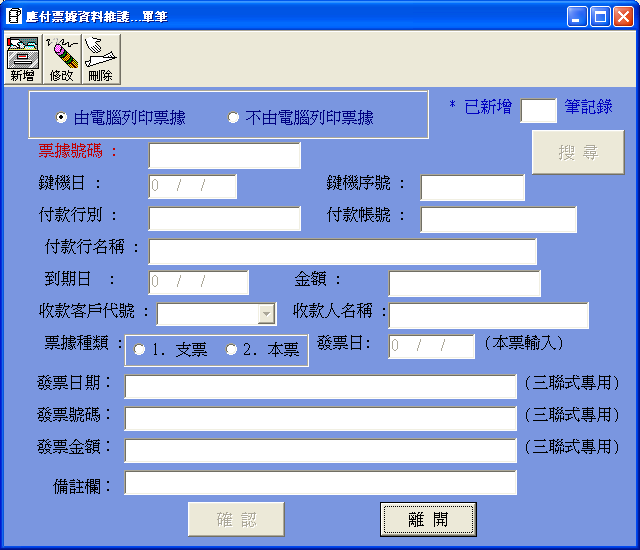 應付票據資料維護...單筆
新增 修改 刪除
由電腦列印票據 不由電腦列印票據 * 已新增 筆記錄
票據號碼 : 搜 尋
鍵機日 : 0 / / 鍵機序號 :
付款行別 : 付款帳號 :
付款行名稱 :
到期日 : 0 / / 金額 :
收款客戶代號 : 收款人名稱 :
票據種類 : 1. 支票 2. 本票 發票日: 0 / / (本票輸入)
發票日期: (三聯式專用)
發票號碼: (三聯式專用)
發票金額: (三聯式專用)
備註欄:
確 認 離 開